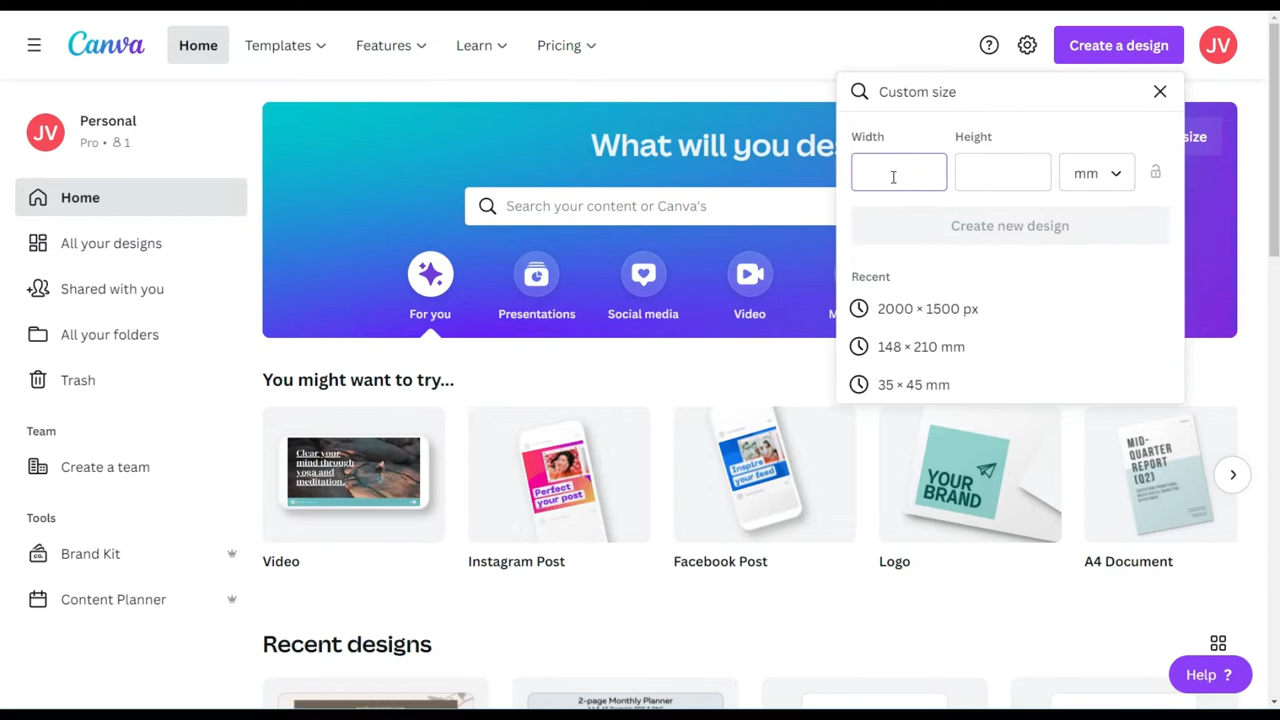 Canva
Home
Templates
Features
Learn
Pricing
Create a design
JV
Custom size
Width
Height
mm
Create new design
Recent
2000 × 1500 px
148 × 210 mm
35 × 45 mm
JV
Personal
Pro • 1
Home
All your designs
Shared with you
All your folders
Trash
Team
Create a team
Tools
Brand Kit
Content Planner
What will you de
size
Search your content or Canva's
For you
Presentations
Social media
Video
M
You might want to try...
Clear your
mind through
yoga and
meditation.
Perfect
your post
Inspire
your feed
YOUR
BRAND
MID-
QUARTER
REPORT
(Q2)
Video
Instagram Post
Facebook Post
Logo
A4 Document
Recent designs
2-page Monthly Planner
Help ?